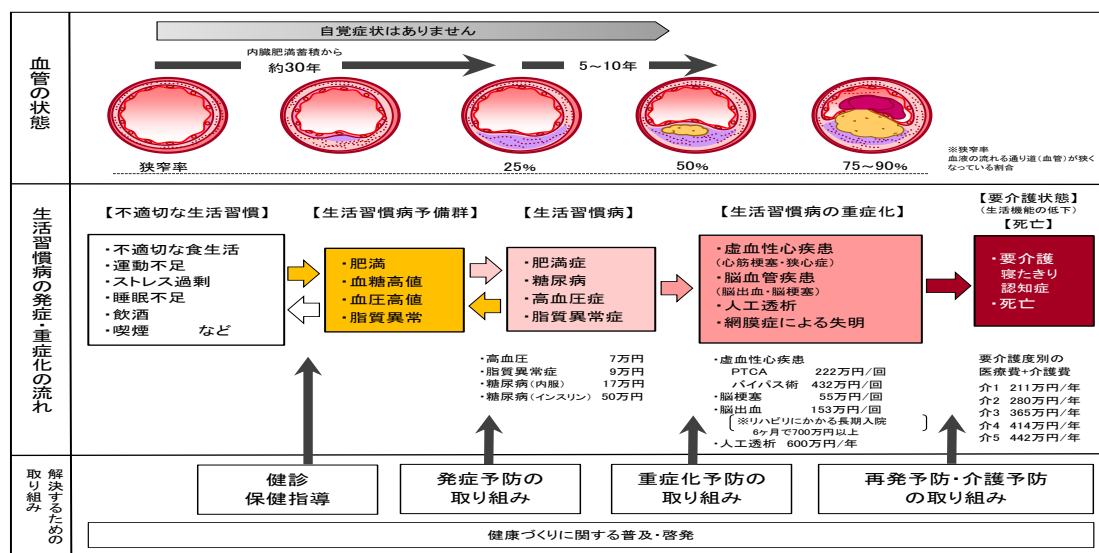 血管の状態
自覚症状はありません
内臓肥満蓄積から
約30年
5～10年
狭窄率
25%
50%
75～90%
※狭窄率
血液の流れる通り道(血管)が狭く
なっている割合
生活習慣病の発症・重症化の流れ
【不適切な生活習慣】
・不適切な食生活
・運動不足
・ストレス過剰
・睡眠不足
・飲酒
・喫煙 など
【生活習慣病予備群】
・肥満
・血糖高値
・血圧高値
・脂質異常
【生活習慣病】
・肥満症
・糖尿病
・高血圧症
・脂質異常症
【生活習慣病の重症化】
・虚血性心疾患
(心筋梗塞・狭心症)
・脳血管疾患
(脳出血・脳梗塞)
・人工透析
・網膜症による失明
【要介護状態】
(生活機能の低下)
【死亡】
・要介護
寝たきり
認知症
・死亡
・高血圧 7万円
・脂質異常症 9万円
・糖尿病(内服) 17万円
・糖尿病(インスリン) 50万円
・虚血性心疾患
PTCA 222万円/回
バイパス術 432万円/回
・脳梗塞 55万円/回
・脳出血 153万円/回
※リハビリにかかる長期入院
6ヶ月で700万円以上
・人工透析 600万円/年
要介護度別の
医療費+介護費
介1 211万円/年
介2 280万円/年
介3 365万円/年
介4 414万円/年
介5 442万円/年
解決するための
取り組み
健診
保健指導
発症予防の
取り組み
重症化予防の
取り組み
再発予防・介護予防
の取り組み
健康づくりに関する普及・啓発